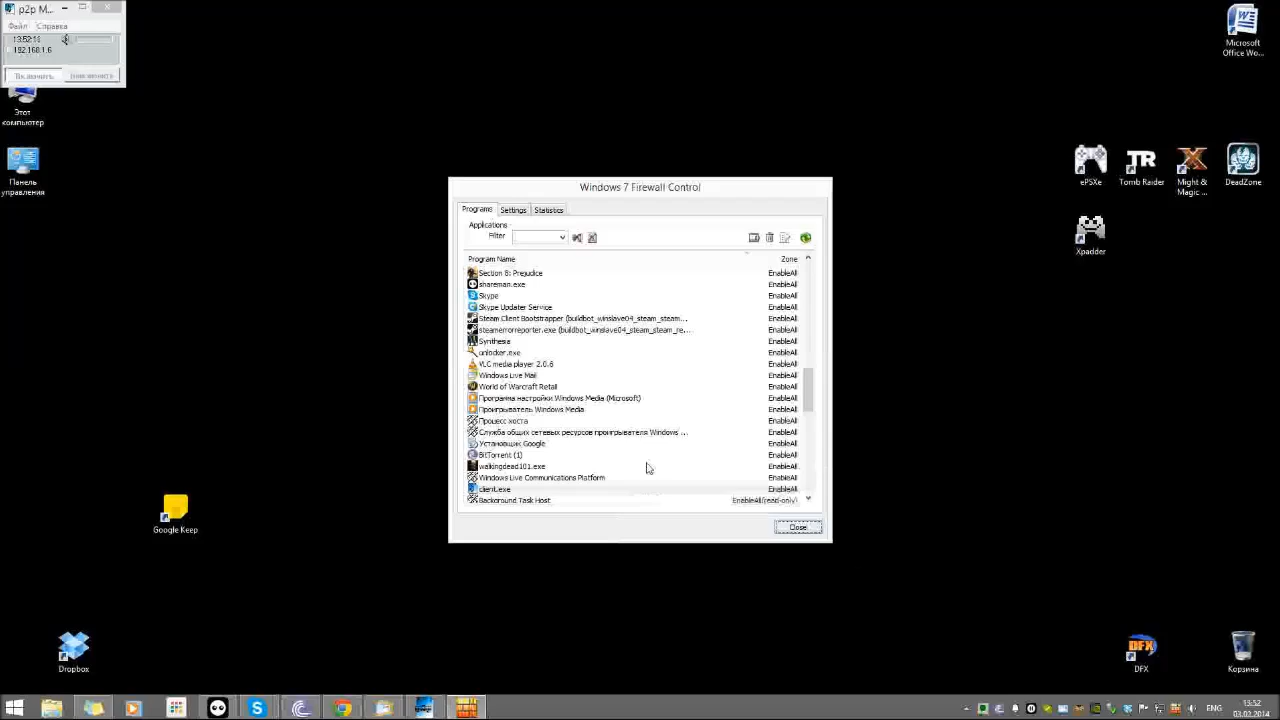 p2p M...
Файл Справка
13:52:16
192.168.1.6
Этот
компьютер
Панель
управления
Google Keep
Dropbox
Windows 7 Firewall Control
Programs Settings Statistics
Applications
Filter
Program Name Zone
Section 8: Prejudice EnableAll
shareman.exe EnableAll
Skype EnableAll
Skype Updater Service EnableAll
Steam Client Bootstrapper (buildbot_winslave04_steam_steam... EnableAll
steamerrorreporter.exe (buildbot_winslave04_steam_steam_re... EnableAll
Synthesia EnableAll
unlocker.exe EnableAll
VLC media player 2.0.6 EnableAll
Windows Live Mail EnableAll
World of Warcraft Retail EnableAll
Программа настройки Windows Media (Microsoft) EnableAll
Проигрыватель Windows Media EnableAll
Процесс хоста EnableAll
Служба общих сетевых ресурсов проигрывателя Windows ... EnableAll
Установщик Google EnableAll
BitTorrent (1) EnableAll
walkingdead101.exe EnableAll
Windows Live Communications Platform EnableAll
client.exe EnableAll
Background Task Host EnableAll(read-only)
Close
Microsoft
Office Wo...
ePSXe
TR
Tomb Raider
Might &
Magic ...
DeadZone
Xpadder
DFX
DFX
Корзина
ENG
13:52
03.02.2014